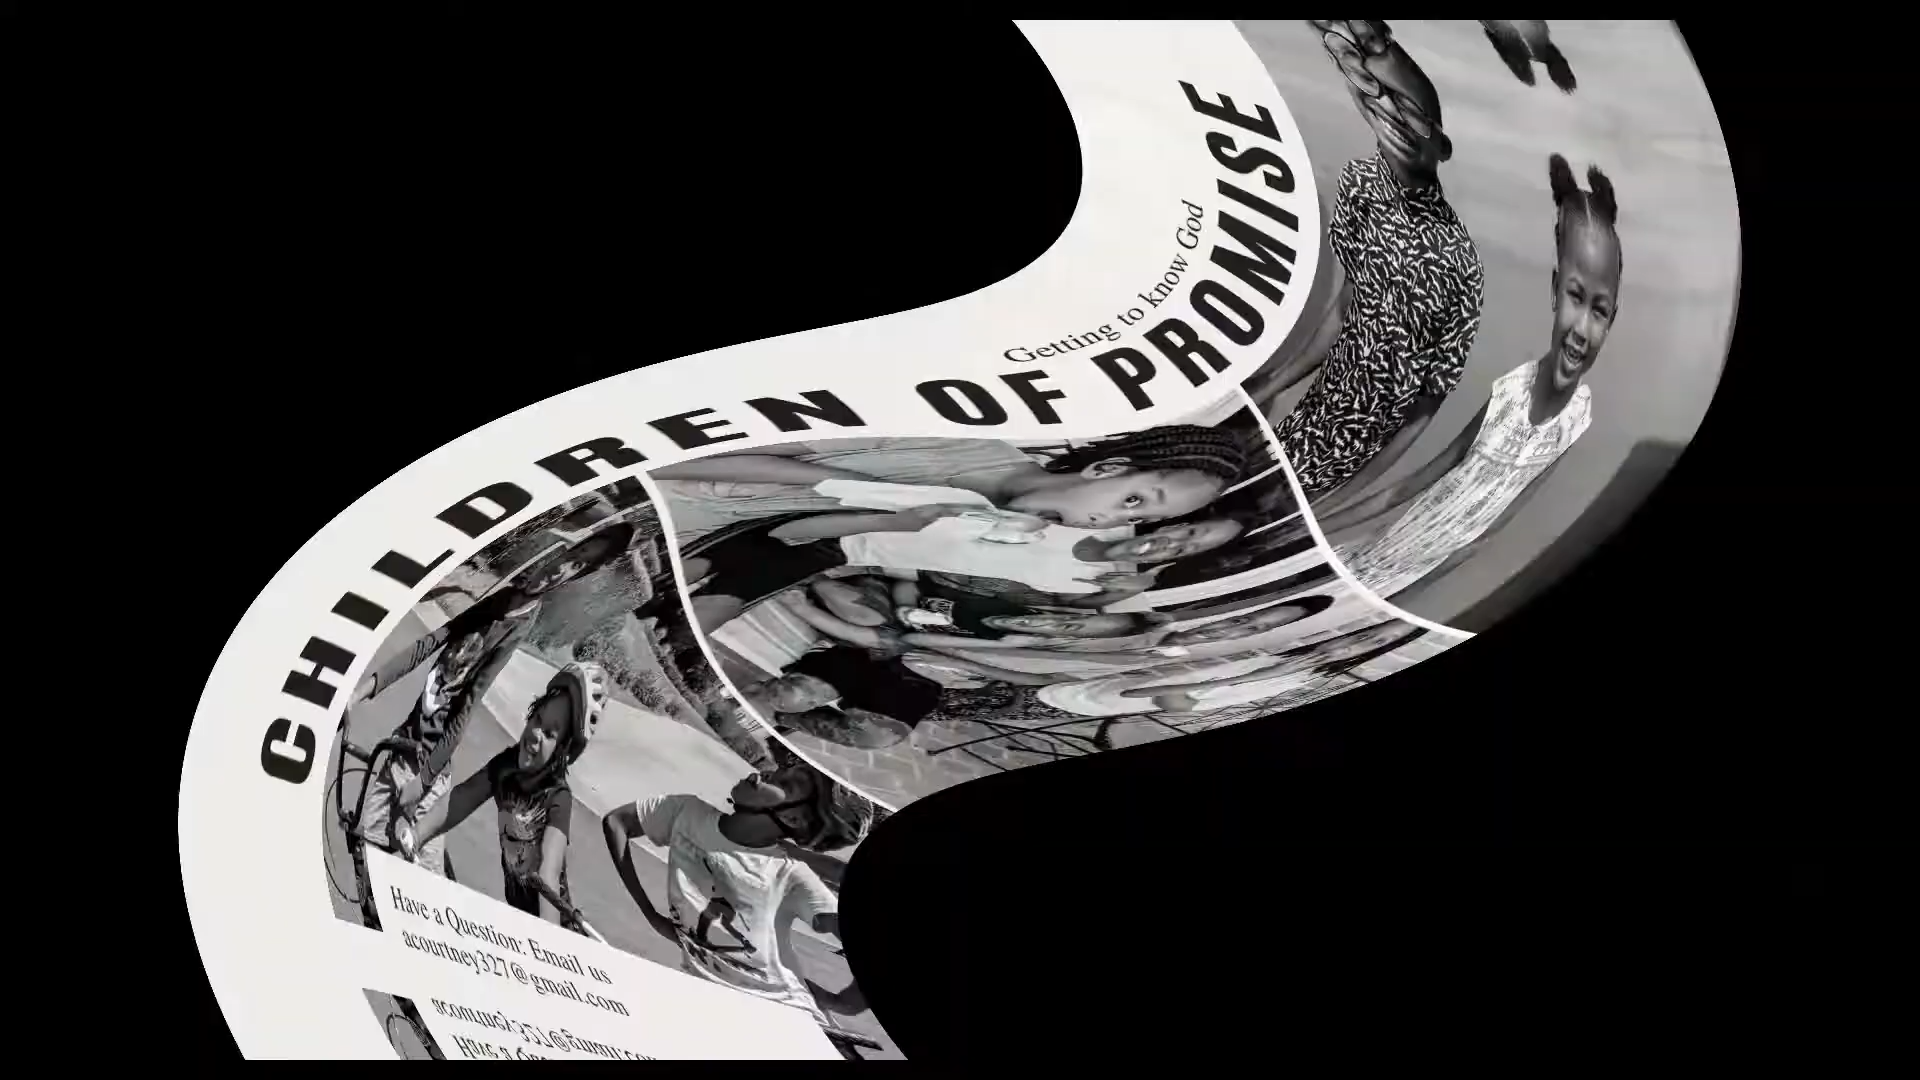 Getting to know God
CHILDREN OF PROMISE
Have a Question: Email us
acourtney327@gmail.com